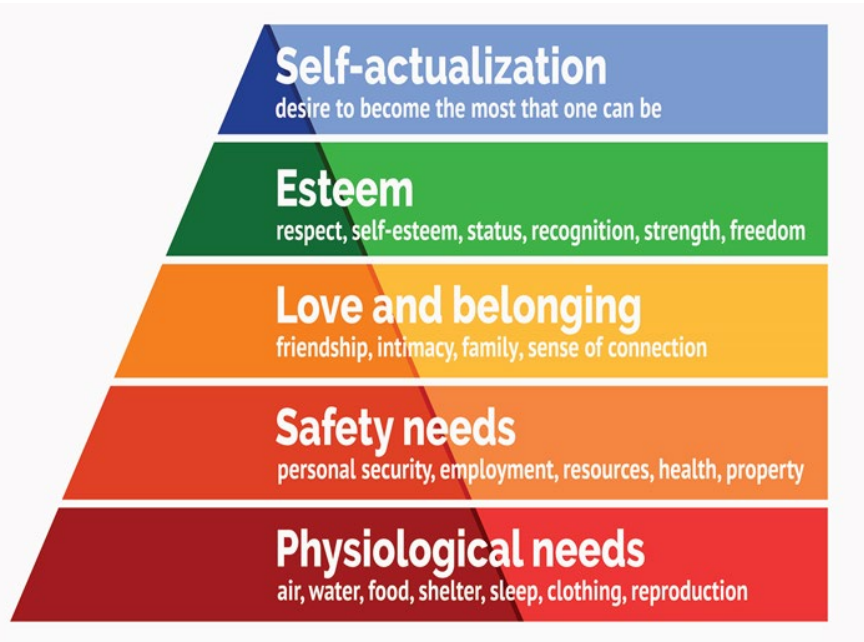 Self-actualization
desire to become the most that one can be
Esteem
respect, self-esteem, status, recognition, strength, freedom
Love and belonging
friendship, intimacy, family, sense of connection
Safety needs
personal security, employment, resources, health, property
Physiological needs
air, water, food, shelter, sleep, clothing, reproduction